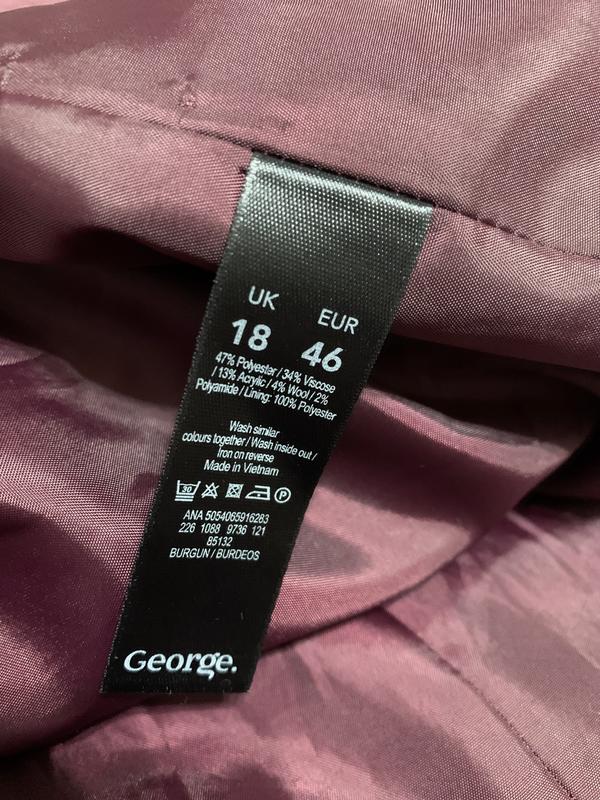 UK EUR
18 46
47% Polyester / 34% Viscose
/ 13% Acrylic / 4% Wool / 2%
Polyamide / Lining: 100% Polyester
Wash similar
colours together / Wash inside out /
Iron on reverse
Made in Vietnam
30 P
ANA 5054065916283
226 1088 9736 121
85132
BURGUN / BURDEOS
George.